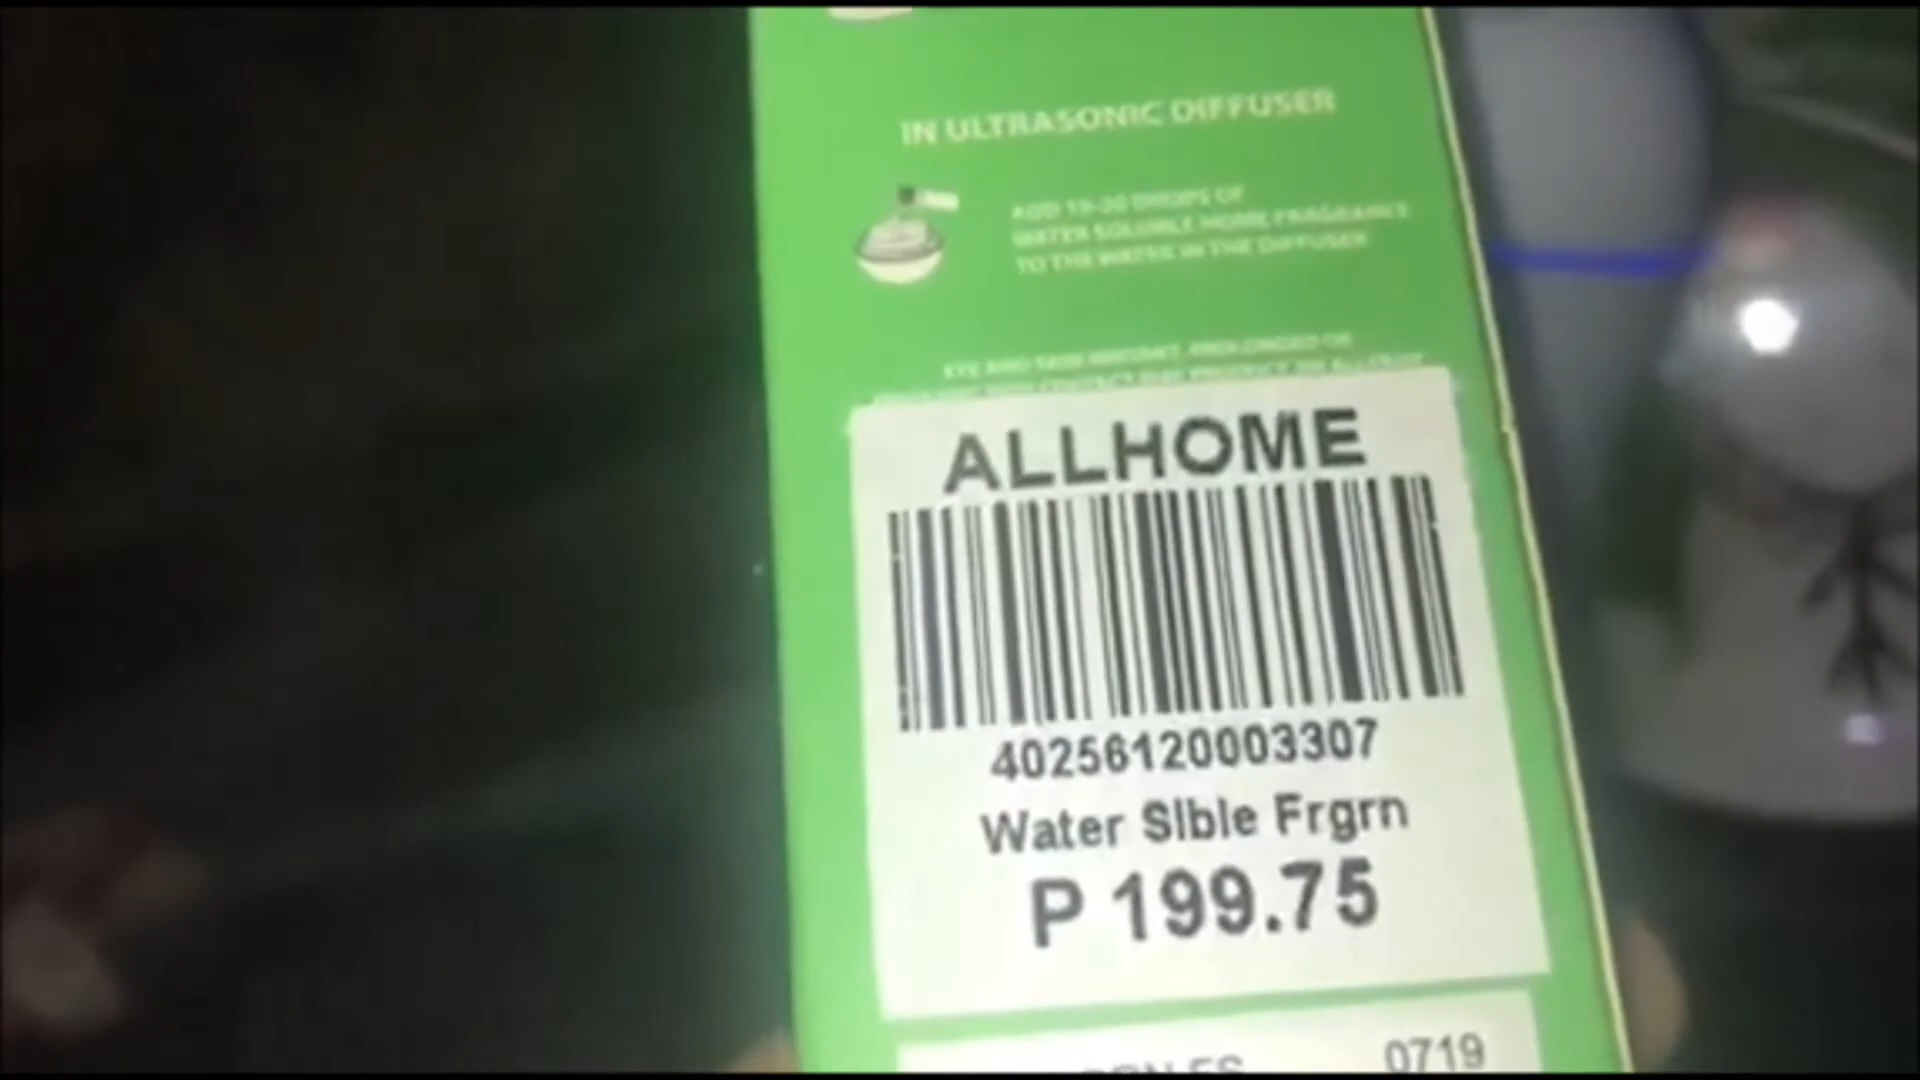 IN ULTRASONIC DIFFUSER
ADD 15-20 DROPS OF
WATER SOLUBLE HOME FRAGRANCE
TO THE WATER IN THE DIFFUSER
ALLHOME
40256120003307
Water Slble Frgrn
P 199.75
0719